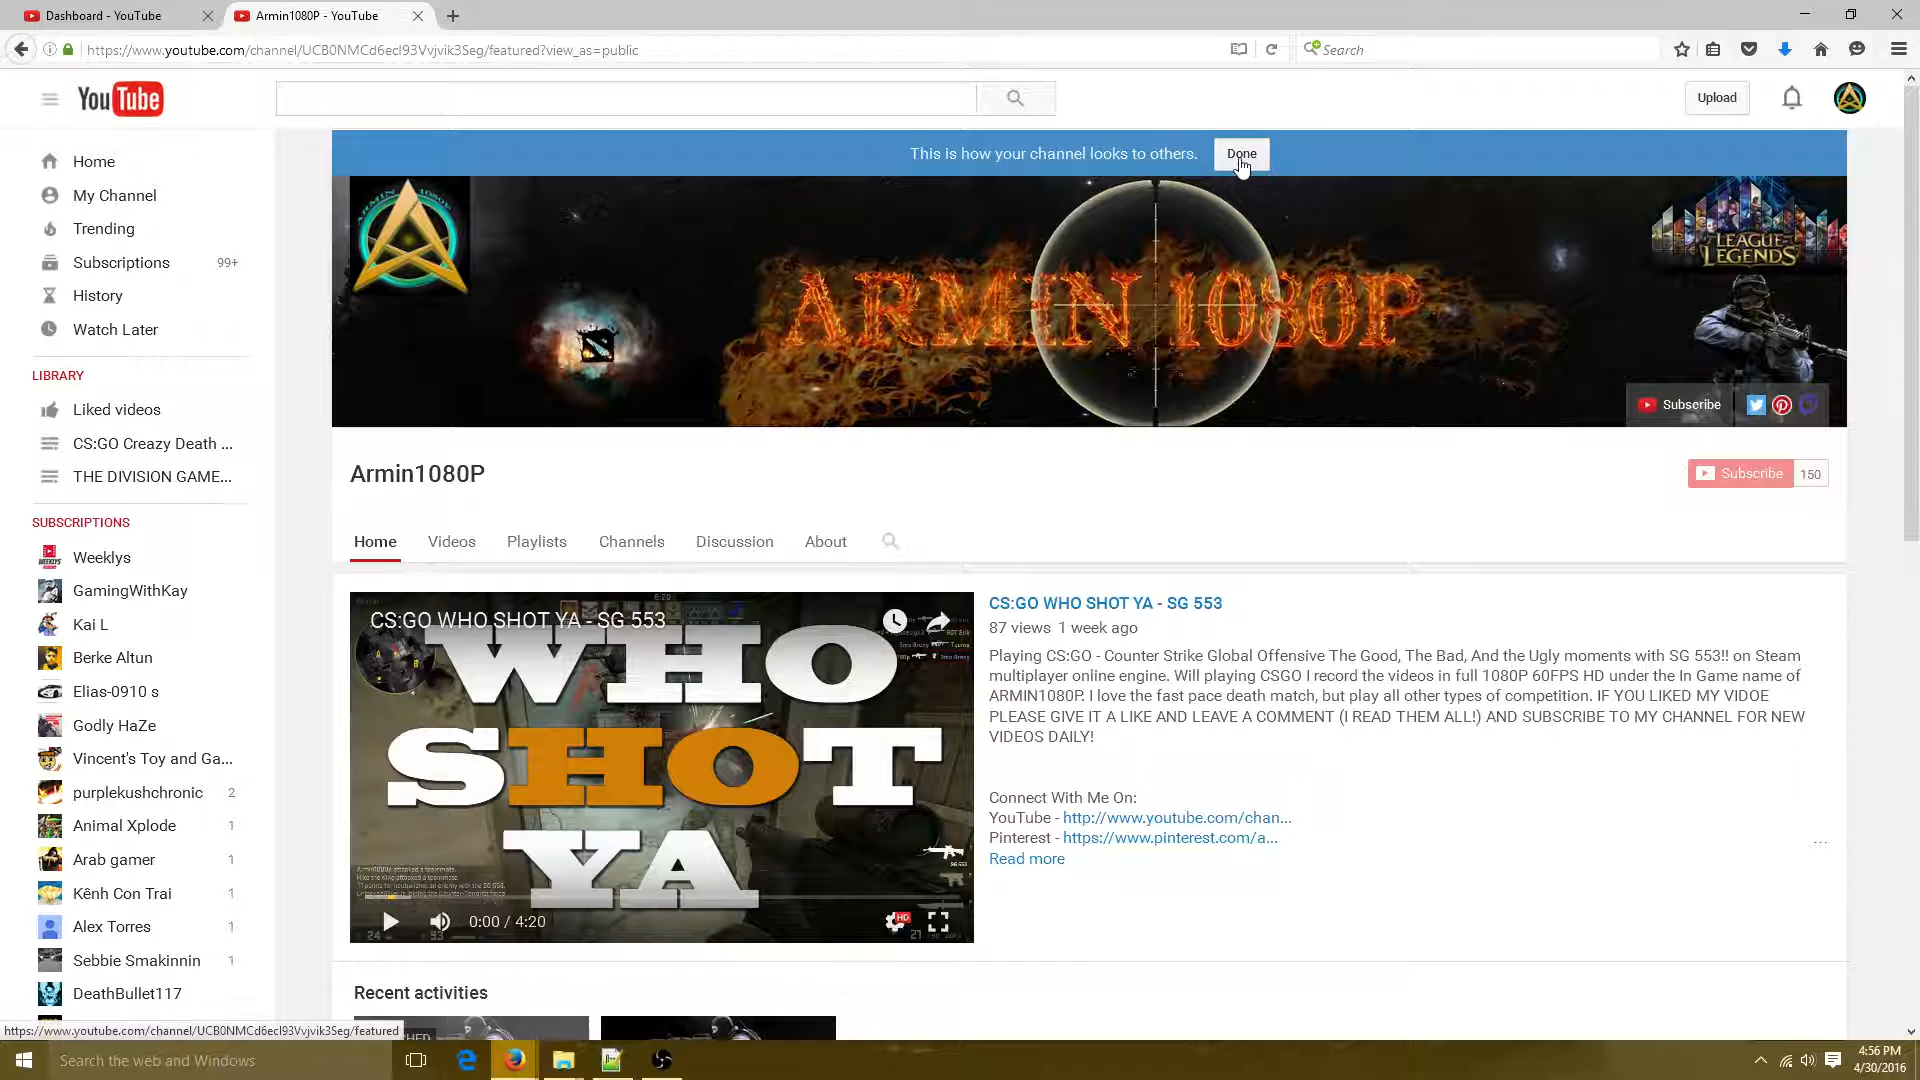 Dashboard - YouTube
Armin1080P - YouTube
https://www.youtube.com/channel/UCB0NMCd6ecI93Vvjvik3Seg/featured?view_as=public
Search
YouTube
Upload
This is how your channel looks to others.
Done
Home
My Channel
Trending
Subscriptions 99+
History
Watch Later
LIBRARY
Liked videos
CS:GO Creazy Death ...
THE DIVISION GAME...
SUBSCRIPTIONS
Weeklys
GamingWithKay
Kai L
Berke Altun
Elias-0910 s
Godly HaZe
Vincent's Toy and Ga...
purplekushchronic 2
Animal Xplode 1
Arab gamer 1
Kênh Con Trai 1
Alex Torres 1
Sebbie Smakinnin 1
DeathBullet117
ARMIN 1080P
ARMIN 1080P
LEAGUE of LEGENDS
Subscribe
Armin1080P
Subscribe 150
Home Videos Playlists Channels Discussion About
CS:GO WHO SHOT YA - SG 553
WHO
SHOT
YA
0:00 / 4:20
HD
CS:GO WHO SHOT YA - SG 553
87 views 1 week ago
Playing CS:GO - Counter Strike Global Offensive The Good, The Bad, And the Ugly moments with SG 553!! on Steam
multiplayer online engine. Will playing CSGO I record the videos in full 1080P 60FPS HD under the In Game name of
ARMIN1080P. I love the fast pace death match, but play all other types of competition. IF YOU LIKED MY VIDOE
PLEASE GIVE IT A LIKE AND LEAVE A COMMENT (I READ THEM ALL!) AND SUBSCRIBE TO MY CHANNEL FOR NEW
VIDEOS DAILY!
Connect With Me On:
YouTube - http://www.youtube.com/chan...
Pinterest - https://www.pinterest.com/a...
...
Read more
Recent activities
https://www.youtube.com/channel/UCB0NMCd6ecI93Vvjvik3Seg/featured
Search the web and Windows
4:56 PM
4/30/2016